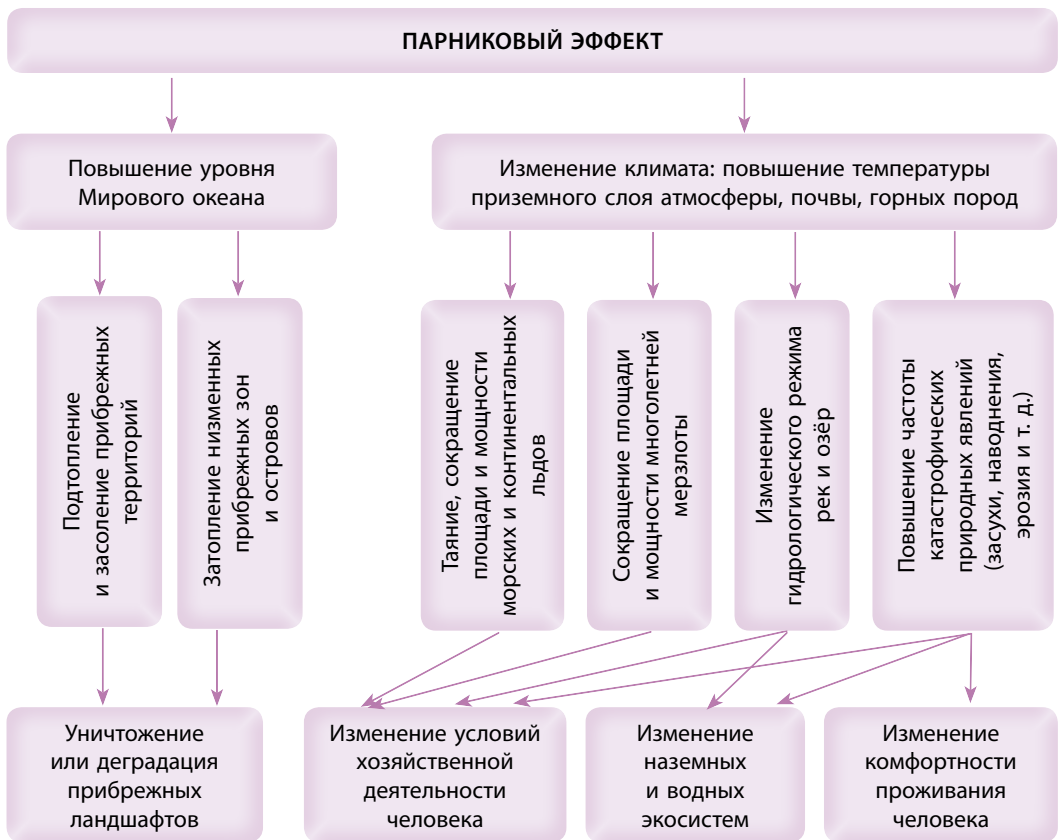 ПАРНИКОВЫЙ ЭФФЕКТ
Повышение уровня
Мирового океана
Изменение климата: повышение температуры
приземного слоя атмосферы, почвы, горных пород
Подтопление
и засоление прибрежных
территорий
Затопление низменных
прибрежных зон
и островов
Таяние, сокращение
площади и мощности
морских и континентальных
льдов
Сокращение площади
и мощности многолетней
мерзлоты
Изменение
гидрологического режима
рек и озёр
Повышение частоты
катастрофических
природных явлений
(засухи, наводнения,
эрозия и т. д.)
Уничтожение
или деградация
прибрежных
ландшафтов
Изменение условий
хозяйственной
деятельности
человека
Изменение
наземных
и водных
экосистем
Изменение
комфортности
проживания
человека